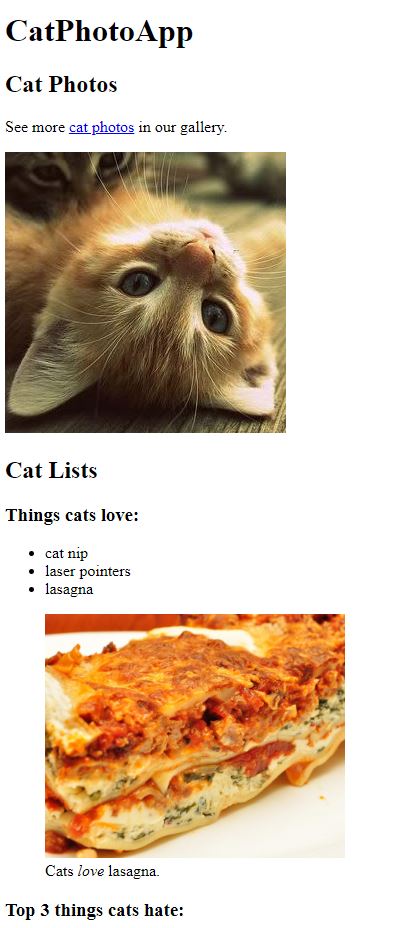 CatPhotoApp
Cat Photos
See more cat photos in our gallery.
Cat Lists
Things cats love:
cat nip
laser pointers
lasagna
Cats love lasagna.
Top 3 things cats hate: